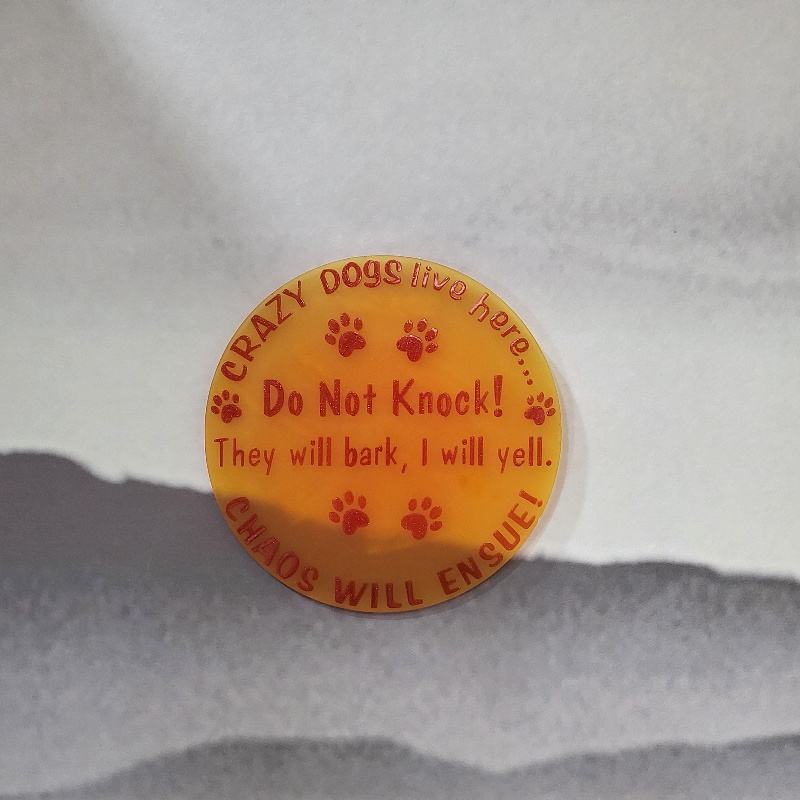 CRAZY DOGS live here...
Do Not Knock!
They will bark, I will yell.
CHAOS WILL ENSUE!